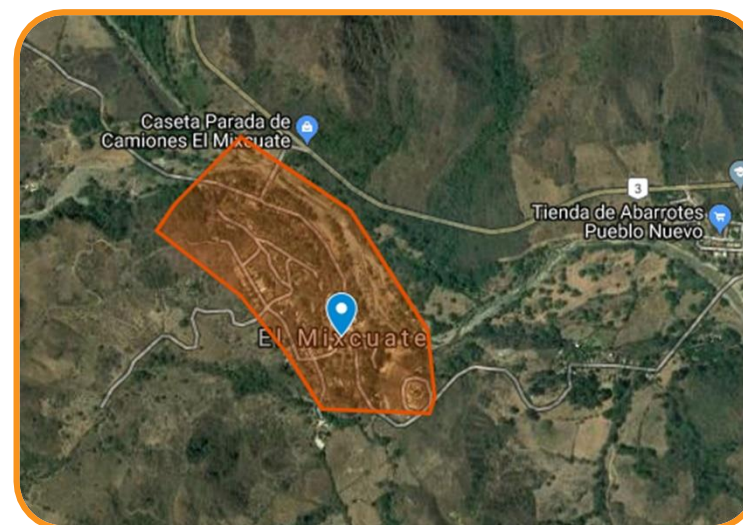 Caseta Parada de
Camiones El Mixcuate
3
Tienda de Abarrotes
Pueblo Nuevo
El Mixcuate